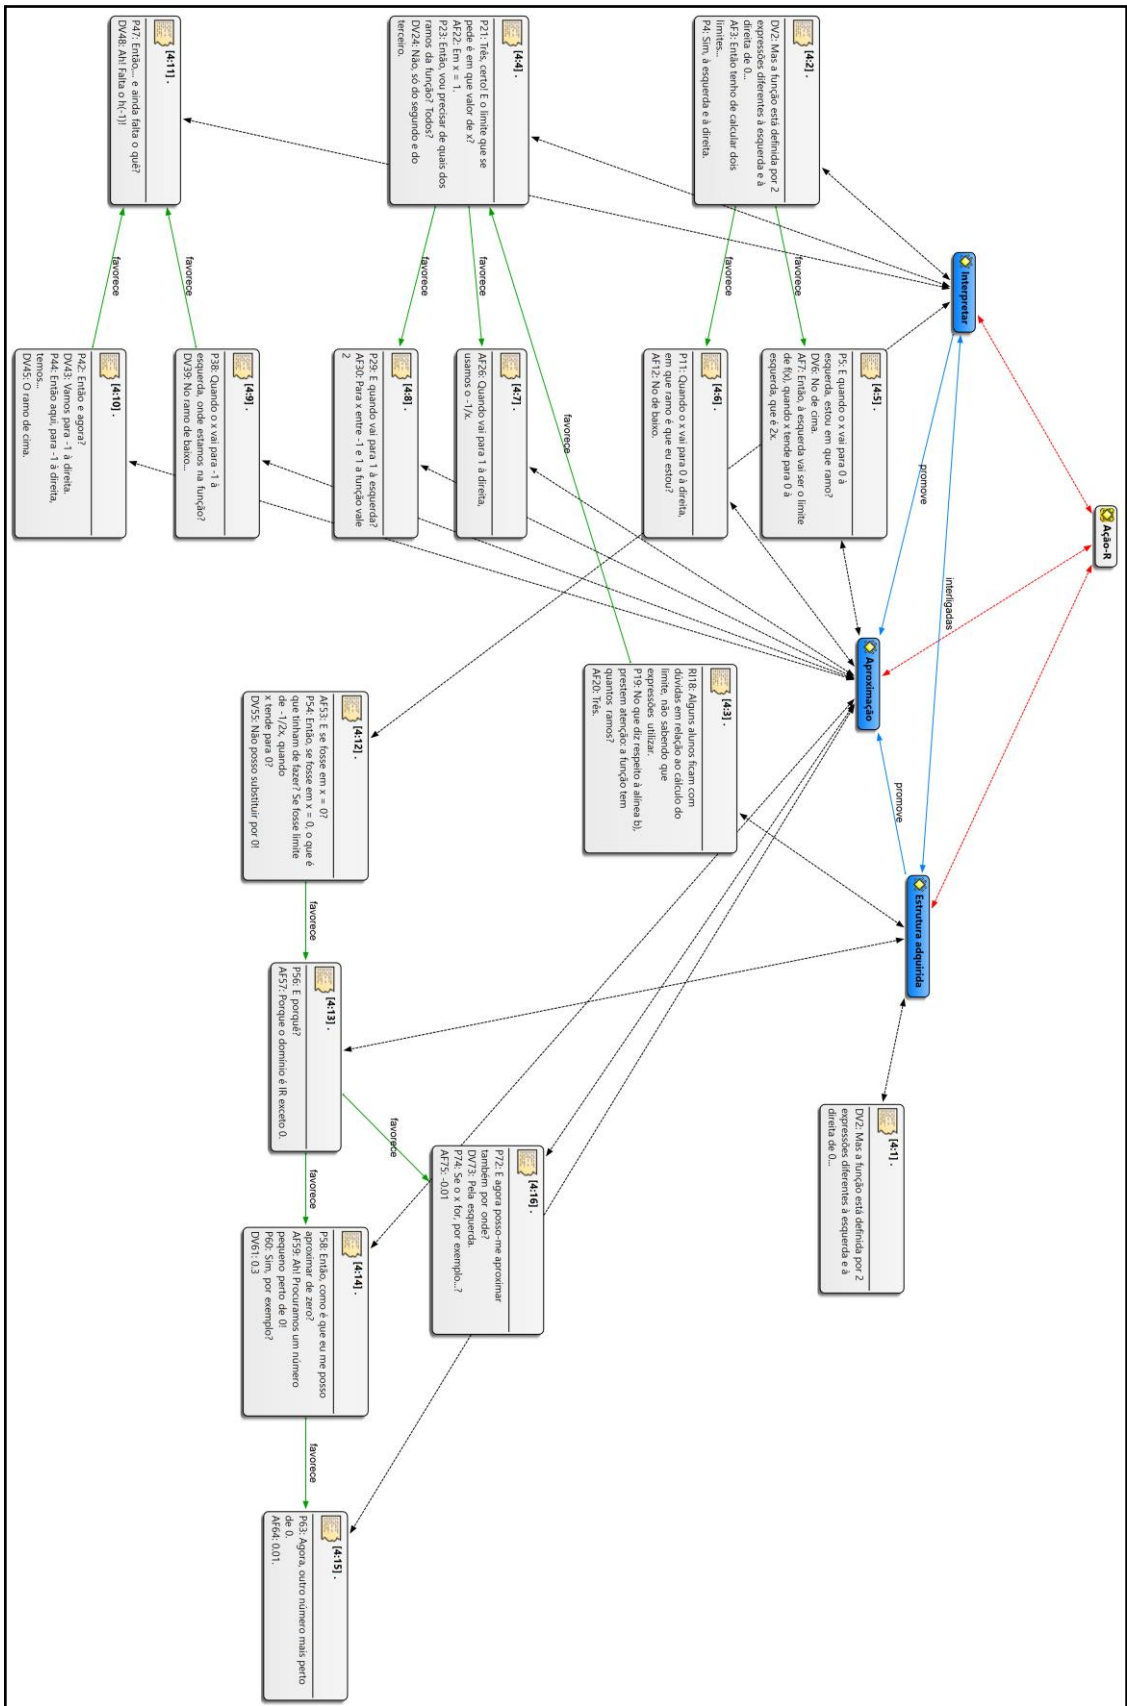 Ação-R
Interpretar
Aproximação
Estrutura adquirida
promove
interligadas
promove
[4:1] .
DV2: Mas a função está definida por 2
expressões diferentes à esquerda e à
direita de 0...
[4:2] .
DV2: Mas a função está definida por 2
expressões diferentes à esquerda e à
direita de 0...
AF3: Então tenho de calcular dois
limites...
P4: Sim, à esquerda e à direita.
favorece
favorece
[4:5] .
P5: E quando o x vai para 0 à
esquerda, estou em que ramo?
DV6: No de cima.
AF7: Então, à esquerda vai ser o limite
de f(x), quando x tende para 0 à
esquerda, que é 2x.
[4:6] .
P11: Quando o x vai para 0 à direita,
em que ramo é que eu estou?
AF12: No de baixo.
[4:3] .
RI18: Alguns alunos ficam com
dúvidas em relação ao cálculo do
limite, não sabendo que
expressões utilizar.
P19: No que diz respeito à alínea b),
prestem atenção: a função tem
quantos ramos?
AF20: Três.
favorece
[4:4] .
P21: Três, certo! E o limite que se
pede é em que valor de x?
AF22: Em x = 1.
P23: Então, vou precisar de quais dos
ramos da função? Todos?
DV24: Não, só do segundo e do
terceiro.
favorece
favorece
[4:7] .
AF26: Quando vai para 1 à direita,
usamos o -1/x.
[4:8] .
P29: E quando vai para 1 à esquerda?
AF30: Para x entre -1 e 1 a função vale
2
[4:11] .
P47: Então... e ainda falta o quê?
DV48: Ah! Falta o h(-1)!
favorece
favorece
[4:9] .
P38: Quando o x vai para -1 à
esquerda, onde estamos na função?
DV39: No ramo de baixo...
[4:10] .
P42: Então e agora?
DV43: Vamos para -1 à direita.
P44: Então aqui, para -1 à direita,
temos...
DV45: O ramo de cima.
[4:12] .
AF53: E se fosse em x = 0?
P54: Então, se fosse em x = 0, o que é
que tinham de fazer? Se fosse limite
de -1/2x, quando
x tende para 0?
DV55: Não posso substituir por 0!
favorece
[4:13] .
P56: E porquê?
AF57: Porque o domínio é IR exceto 0.
favorece
favorece
[4:16] .
P72: E agora posso-me aproximar
também por onde?
DV73: Pela esquerda.
P74: Se o x for, por exemplo...?
AF75: -0.01
[4:14] .
P58: Então, como é que eu me posso
aproximar de zero?
AF59: Ah! Procuramos um número
pequeno perto de 0!
P60: Sim, por exemplo?
DV61: 0.3
favorece
[4:15] .
P63: Agora, outro número mais perto
de 0.
AF64: 0.01.